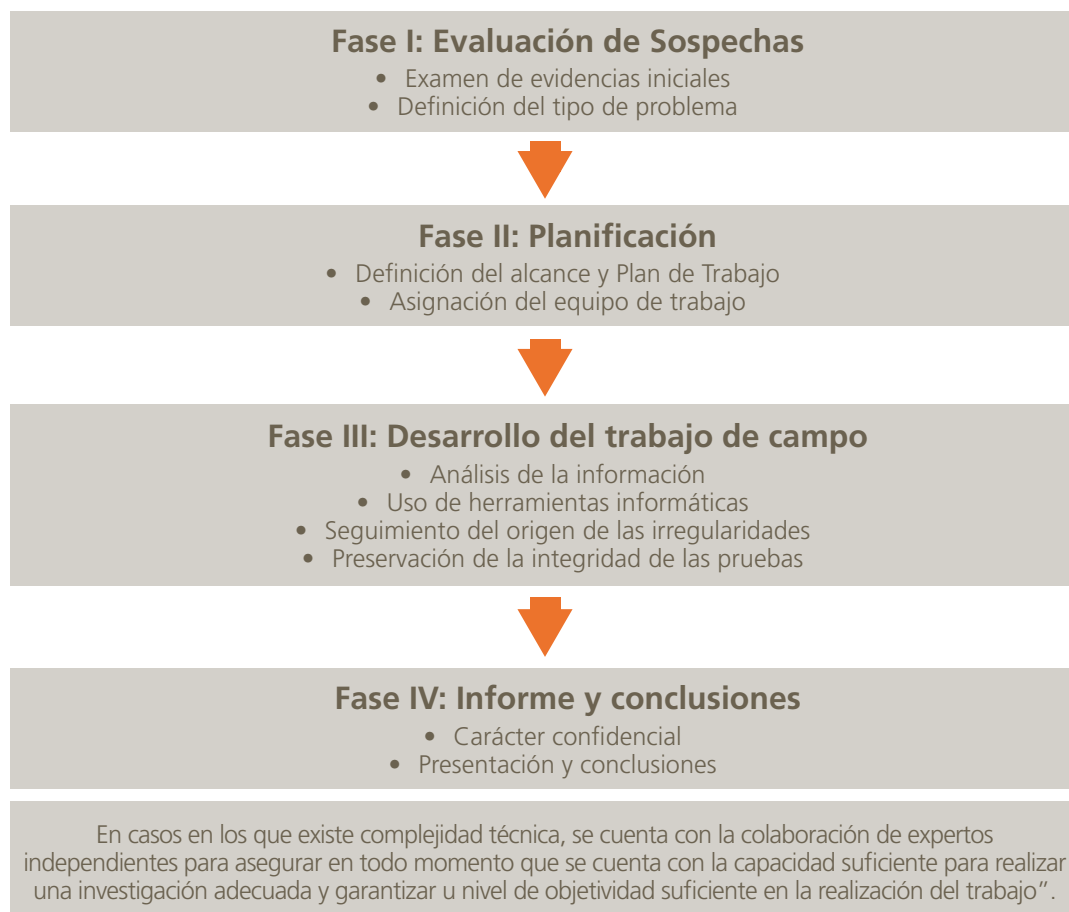 Fase I: Evaluación de Sospechas
• Examen de evidencias iniciales
• Definición del tipo de problema
Fase II: Planificación
• Definición del alcance y Plan de Trabajo
• Asignación del equipo de trabajo
Fase III: Desarrollo del trabajo de campo
• Análisis de la información
• Uso de herramientas informáticas
• Seguimiento del origen de las irregularidades
• Preservación de la integridad de las pruebas
Fase IV: Informe y conclusiones
• Carácter confidencial
• Presentación y conclusiones
En casos en los que existe complejidad técnica, se cuenta con la colaboración de expertos
independientes para asegurar en todo momento que se cuenta con la capacidad suficiente para realizar
una investigación adecuada y garantizar u nivel de objetividad suficiente en la realización del trabajo”.